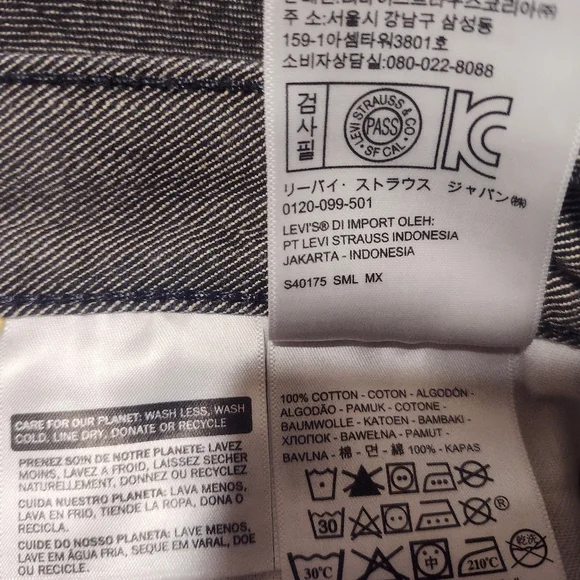 주 소:서울시 강남구 삼성동
159-1아셈타워3801호
소비자상담실:080-022-8088
검사필
LEVI STRAUSS & CO
PASS
SF CAL.
リーバイ・ストラウス ジャパン㈱
0120-099-501
LEVI'S® DI IMPORT OLEH:
PT LEVI STRAUSS INDONESIA
JAKARTA - INDONESIA
S40175 SML MX
CARE FOR OUR PLANET: WASH LESS, WASH
COLD, LINE DRY, DONATE OR RECYCLE
PRENEZ SOIN DE NOTRE PLANETE: LAVEZ
MOINS, LAVEZ A FROID, LAISSEZ SECHER
NATURELLEMENT, DONNEZ OU RECYCLEZ
CUIDA NUESTRO PLANETA: LAVA MENOS,
LAVA EN FRIO, TIENDE LA ROPA, DONA O
RECICLA.
CUIDE DO NOSSO PLANETA: LAVE MENOS,
LAVE EM ÁGUA FRIA, SEQUE EM VARAL, DOE
OU RECICLE.
100% COTTON - COTON - ALGODÓN -
ALGODÃO - PAMUK - COTONE -
BAUMWOLLE - KATOEN - BAMBAKI -
ХЛОПОК - BAWEŁNA - PAMUT -
BAVLNA - 棉 - 면 - 綿 100% - KAPAS
30
®
30°C
中
210°C
乾洗